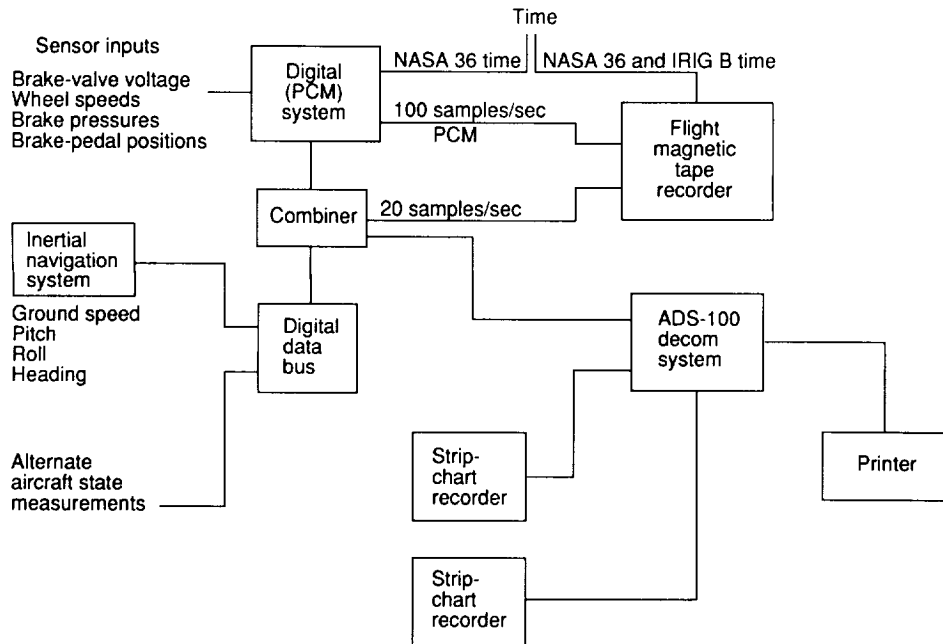 Time
Sensor inputs
Brake-valve voltage
Wheel speeds
Brake pressures
Brake-pedal positions
Digital
(PCM)
system
NASA 36 time
NASA 36 and IRIG B time
100 samples/sec
PCM
Flight
magnetic
tape
recorder
Combiner
20 samples/sec
Inertial
navigation
system
Ground speed
Pitch
Roll
Heading
Digital
data
bus
ADS-100
decom
system
Alternate
aircraft state
measurements
Strip-
chart
recorder
Printer
Strip-
chart
recorder